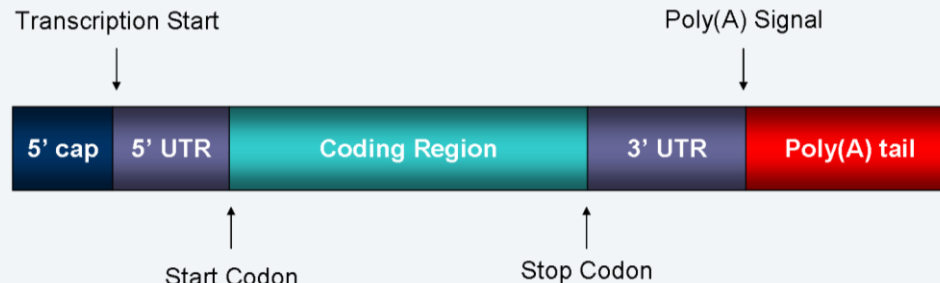 Transcription Start
Poly(A) Signal
5’ cap
5’ UTR
Coding Region
3’ UTR
Poly(A) tail
Start Codon
Stop Codon